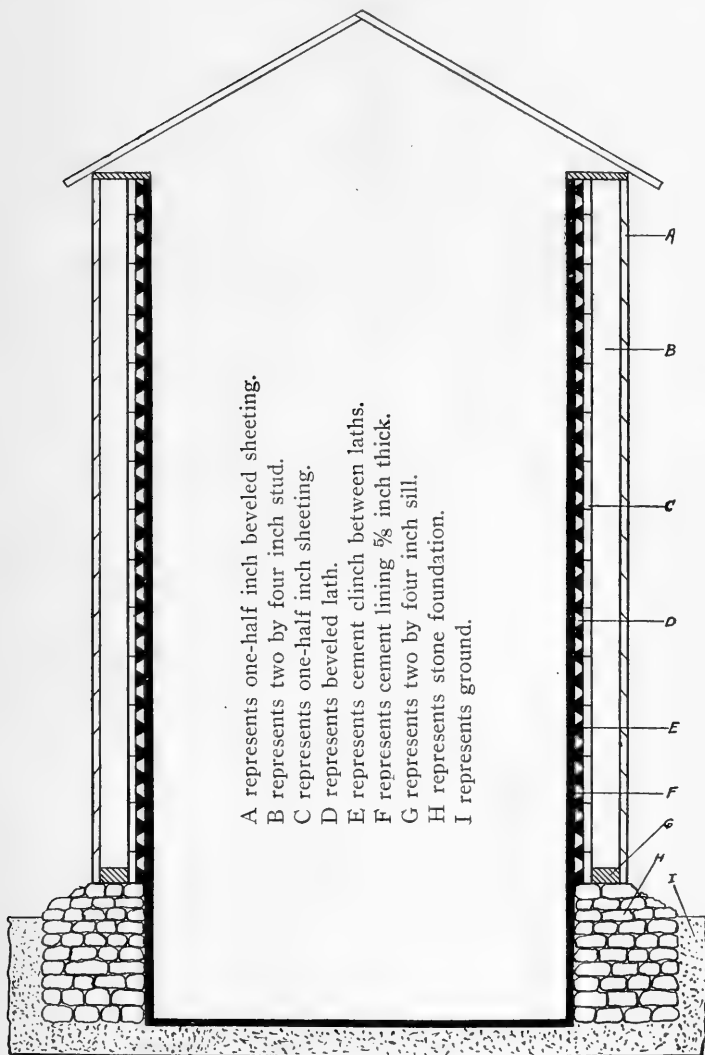 A represents one-half inch beveled sheeting.
B represents two by four inch stud.
C represents one-half inch sheeting.
D represents beveled lath.
E represents cement clinch between laths.
F represents cement lining ⅝ inch thick.
G represents two by four inch sill.
H represents stone foundation.
I represents ground.
A
B
C
D
E
F
G
H
I